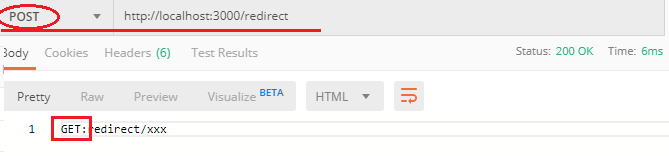 POST http://localhost:3000/redirect
Body Cookies Headers (6) Test Results Status: 200 OK Time: 6ms
Pretty Raw Preview Visualize BETA HTML
1 GET:redirect/xxx